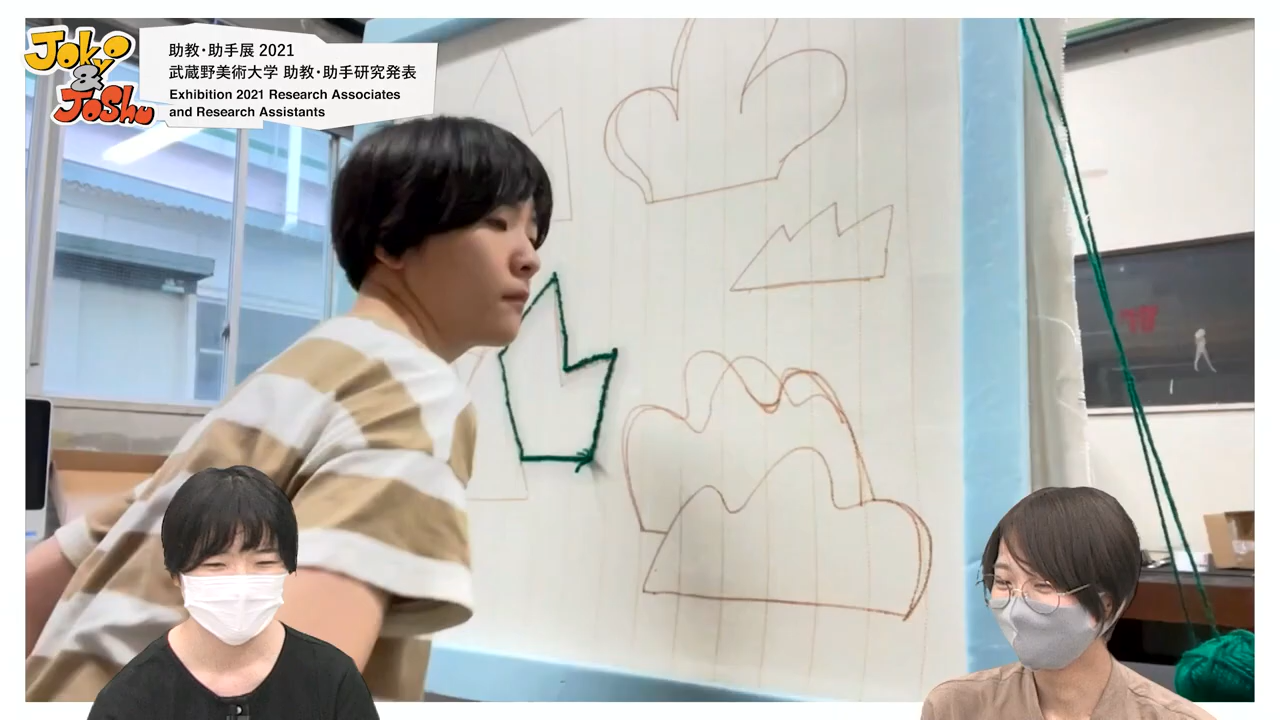 Joko
&
Joshu
助教・助手展 2021
武蔵野美術大学 助教・助手研究発表
Exhibition 2021 Research Associates
and Research Assistants